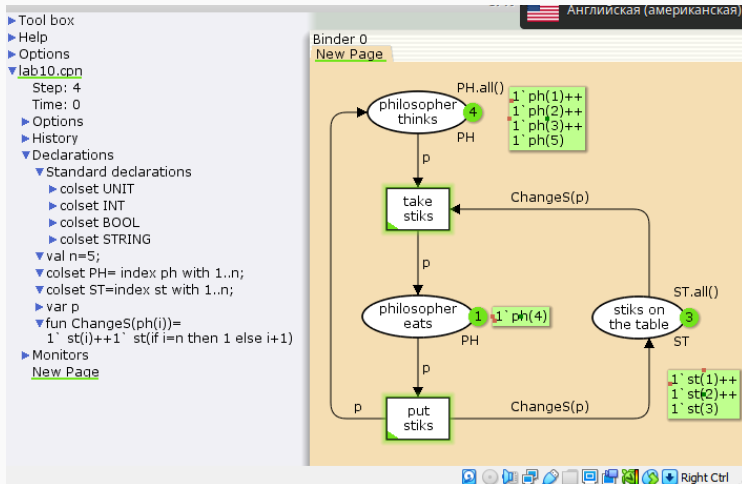 Английская (американская)
Tool box
Help
Options
lab10.cpn
Step: 4
Time: 0
Options
History
Declarations
Standard declarations
colset UNIT
colset INT
colset BOOL
colset STRING
val n=5;
colset PH= index ph with 1..n;
colset ST=index st with 1..n;
var p
fun ChangeS(ph(i))=
1` st(i)++1` st(if i=n then 1 else i+1)
Monitors
New Page
Binder 0
New Page
PH.all()
philosopher
thinks
4
PH
1`ph(1)++
1`ph(2)++
1`ph(3)++
1`ph(5)
p
take
stiks
ChangeS(p)
p
philosopher
eats
1
1`ph(4)
PH
ST.all()
stiks on
the table
3
ST
p
1`st(1)++
1`st(2)++
1`st(3)
p
put
stiks
ChangeS(p)
Right Ctrl